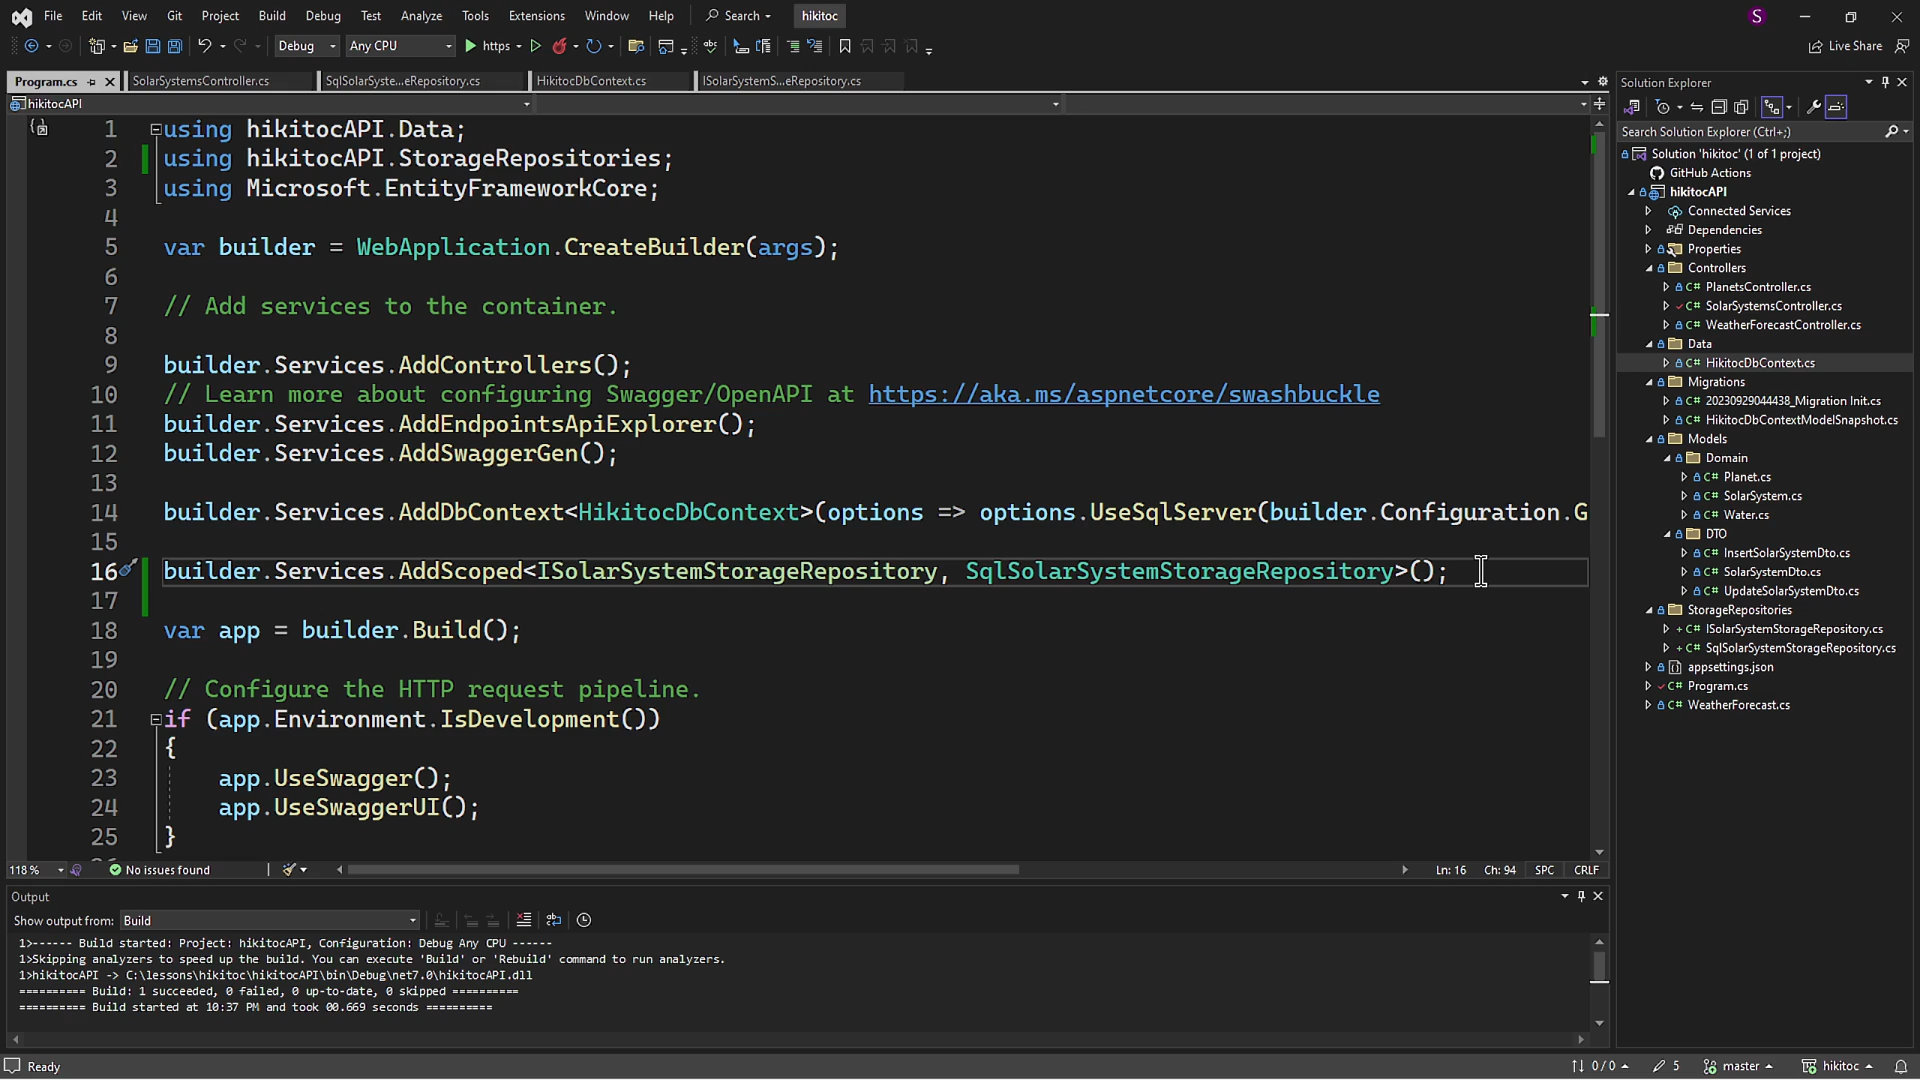 File Edit View Git Project Build Debug Test Analyze Tools Extensions Window Help Search hikitoc S
Debug Any CPU https Live Share
Program.cs SolarSystemsController.cs SqlSolarSyste...eRepository.cs HikitocDbContext.cs ISolarSystemS...eRepository.cs
hikitocAPI
1 using hikitocAPI.Data;
2 using hikitocAPI.StorageRepositories;
3 using Microsoft.EntityFrameworkCore;
4
5 var builder = WebApplication.CreateBuilder(args);
6
7 // Add services to the container.
8
9 builder.Services.AddControllers();
10 // Learn more about configuring Swagger/OpenAPI at https://aka.ms/aspnetcore/swashbuckle
11 builder.Services.AddEndpointsApiExplorer();
12 builder.Services.AddSwaggerGen();
13
14 builder.Services.AddDbContext<HikitocDbContext>(options => options.UseSqlServer(builder.Configuration.G
15
16 builder.Services.AddScoped<ISolarSystemStorageRepository, SqlSolarSystemStorageRepository>();
17
18 var app = builder.Build();
19
20 // Configure the HTTP request pipeline.
21 if (app.Environment.IsDevelopment())
22 {
23 app.UseSwagger();
24 app.UseSwaggerUI();
25 }
118 % No issues found Ln: 16 Ch: 94 SPC CRLF
Output
Show output from: Build
1>------ Build started: Project: hikitocAPI, Configuration: Debug Any CPU ------
1>Skipping analyzers to speed up the build. You can execute 'Build' or 'Rebuild' command to run analyzers.
1>hikitocAPI -> C:\lessons\hikitoc\hikitocAPI\bin\Debug\net7.0\hikitocAPI.dll
========== Build: 1 succeeded, 0 failed, 0 up-to-date, 0 skipped ==========
========== Build started at 10:37 PM and took 00.669 seconds ==========
Solution Explorer
Search Solution Explorer (Ctrl+;)
Solution 'hikitoc' (1 of 1 project)
GitHub Actions
hikitocAPI
Connected Services
Dependencies
Properties
Controllers
C# PlanetsController.cs
C# SolarSystemsController.cs
C# WeatherForecastController.cs
Data
C# HikitocDbContext.cs
Migrations
C# 20230929044438_Migration Init.cs
C# HikitocDbContextModelSnapshot.cs
Models
Domain
C# Planet.cs
C# SolarSystem.cs
C# Water.cs
DTO
C# InsertSolarSystemDto.cs
C# SolarSystemDto.cs
C# UpdateSolarSystemDto.cs
StorageRepositories
+ C# ISolarSystemStorageRepository.cs
+ C# SqlSolarSystemStorageRepository.cs
appsettings.json
C# Program.cs
C# WeatherForecast.cs
Ready 0 / 0 5 master hikitoc